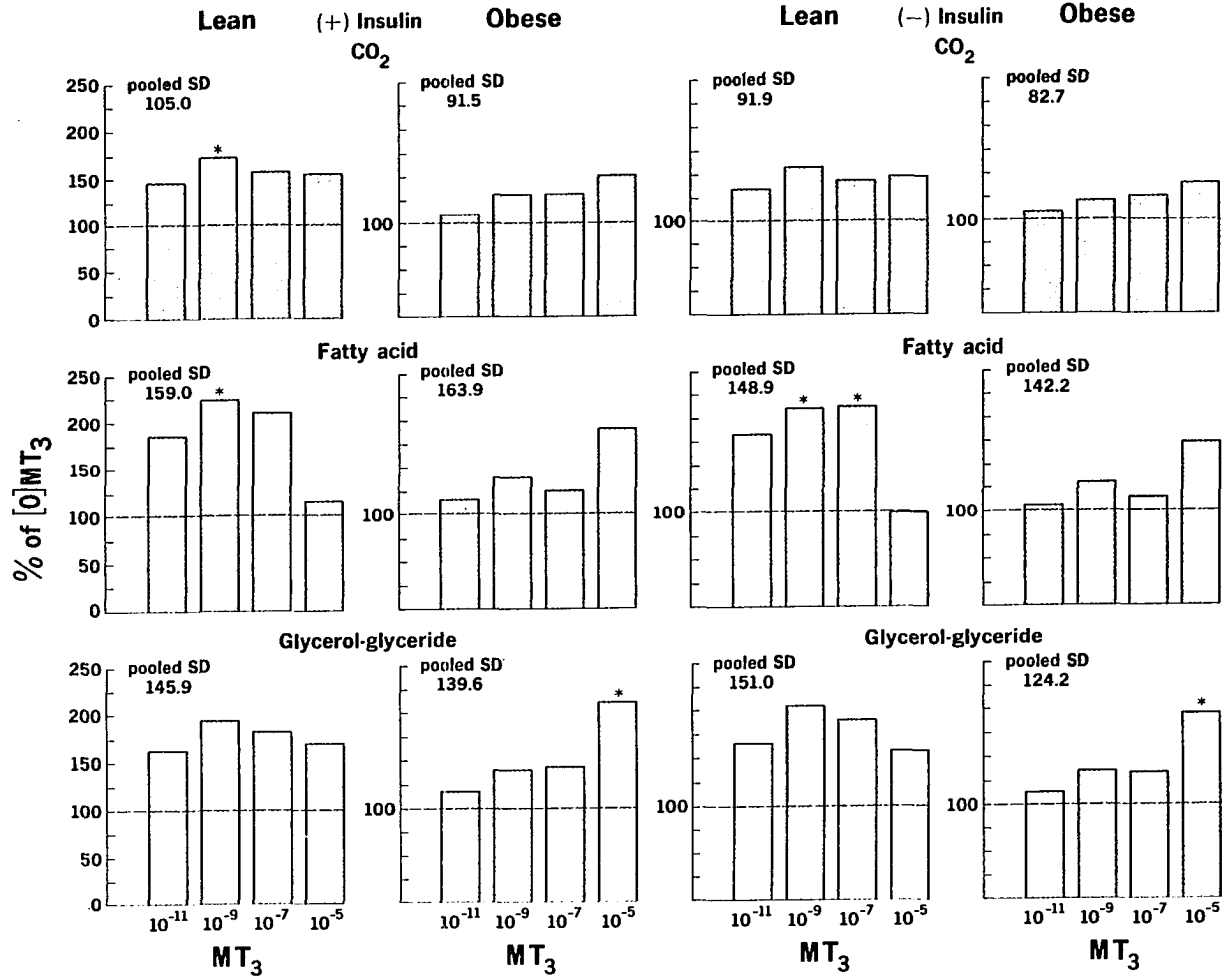 Lean (+) Insulin Obese Lean (−) Insulin Obese
CO₂ CO₂
pooled SD 105.0
pooled SD 91.5
pooled SD 91.9
pooled SD 82.7
250
200
*
150
100 100 100 100
50
0
Fatty acid Fatty acid
pooled SD 159.0
pooled SD 163.9
pooled SD 148.9
pooled SD 142.2
250
* * *
200
150
100 100 100 100
50
0
% of [O]MT₃
Glycerol-glyceride Glycerol-glyceride
pooled SD 145.9
pooled SD 139.6
pooled SD 151.0
pooled SD 124.2
250
* *
200
150
100 100 100 100
50
0
10⁻¹¹ 10⁻⁹ 10⁻⁷ 10⁻⁵ 10⁻¹¹ 10⁻⁹ 10⁻⁷ 10⁻⁵ 10⁻¹¹ 10⁻⁹ 10⁻⁷ 10⁻⁵ 10⁻¹¹ 10⁻⁹ 10⁻⁷ 10⁻⁵
MT₃ MT₃ MT₃ MT₃